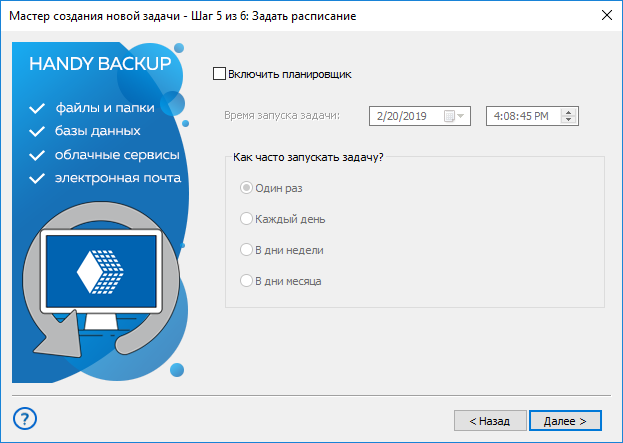 Мастер создания новой задачи - Шаг 5 из 6: Задать расписание
HANDY BACKUP
файлы и папки
базы данных
облачные сервисы
электронная почта
Включить планировщик
Время запуска задачи: 2/20/2019 4:08:45 PM
Как часто запускать задачу?
Один раз
Каждый день
В дни недели
В дни месяца
?
< Назад Далее >